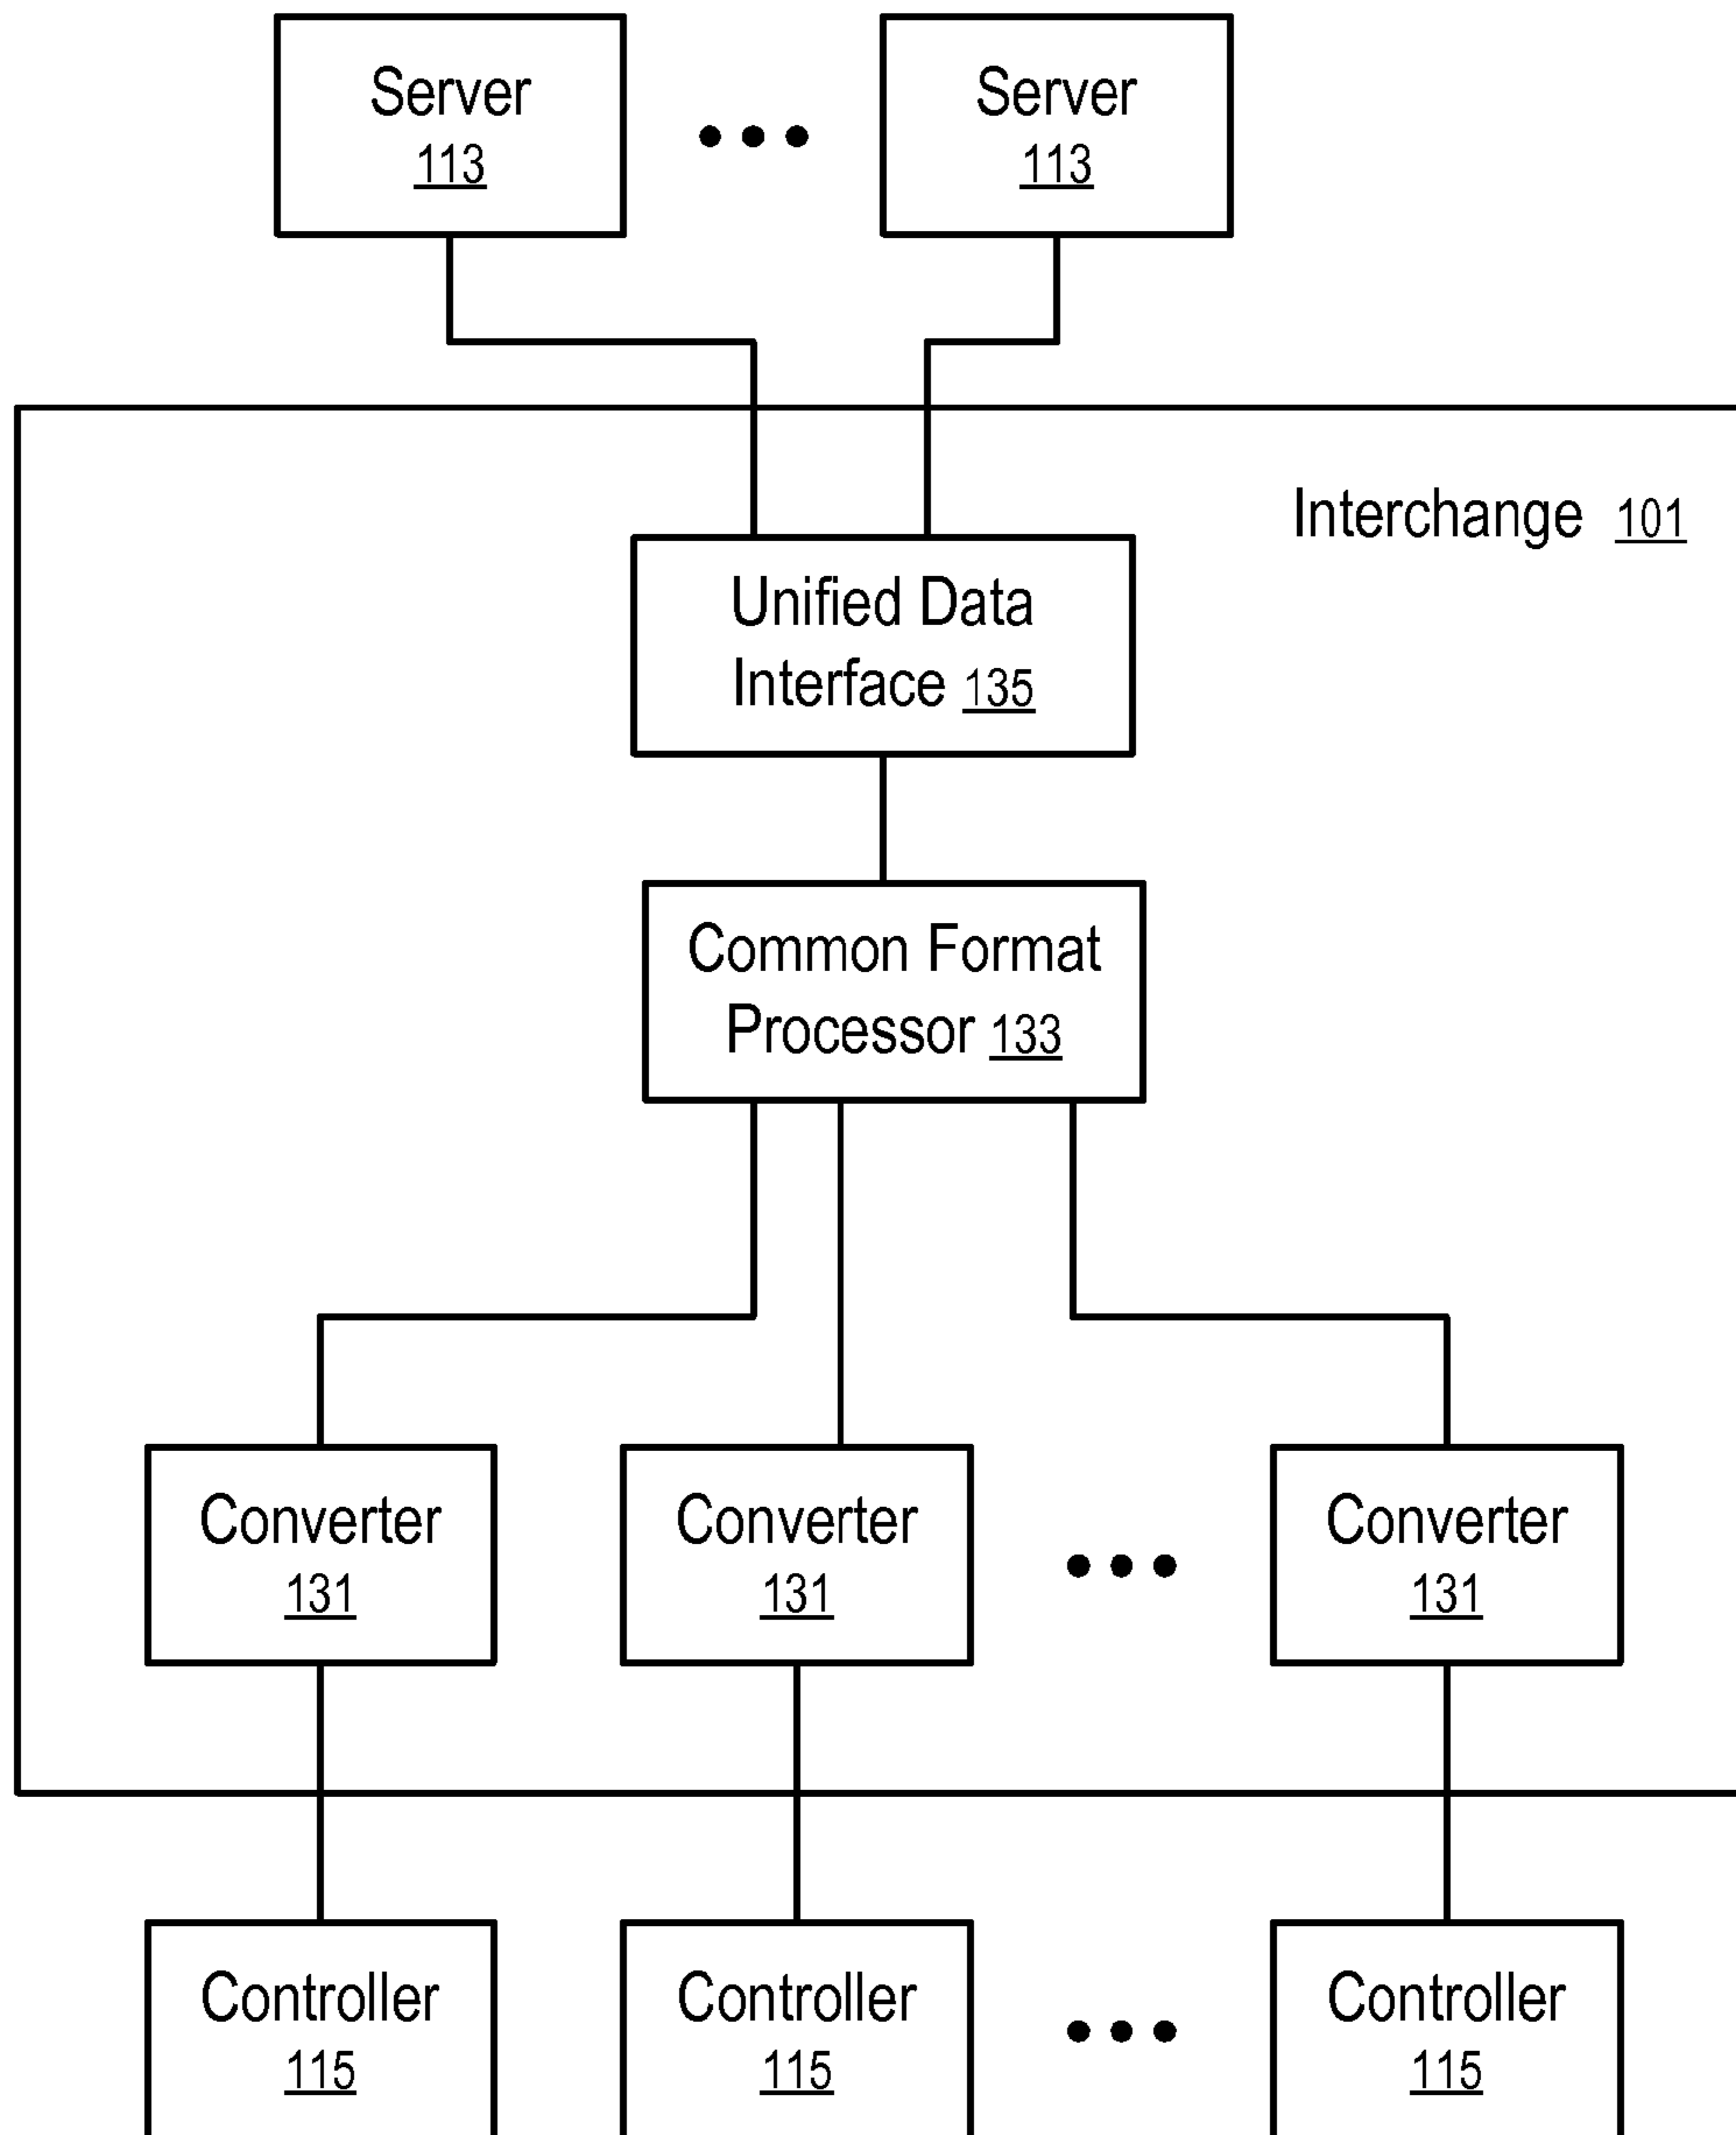 Server
113
Server
113
Interchange 101
Unified Data
Interface 135
Common Format
Processor 133
Converter
131
Converter
131
Converter
131
Controller
115
Controller
115
Controller
115